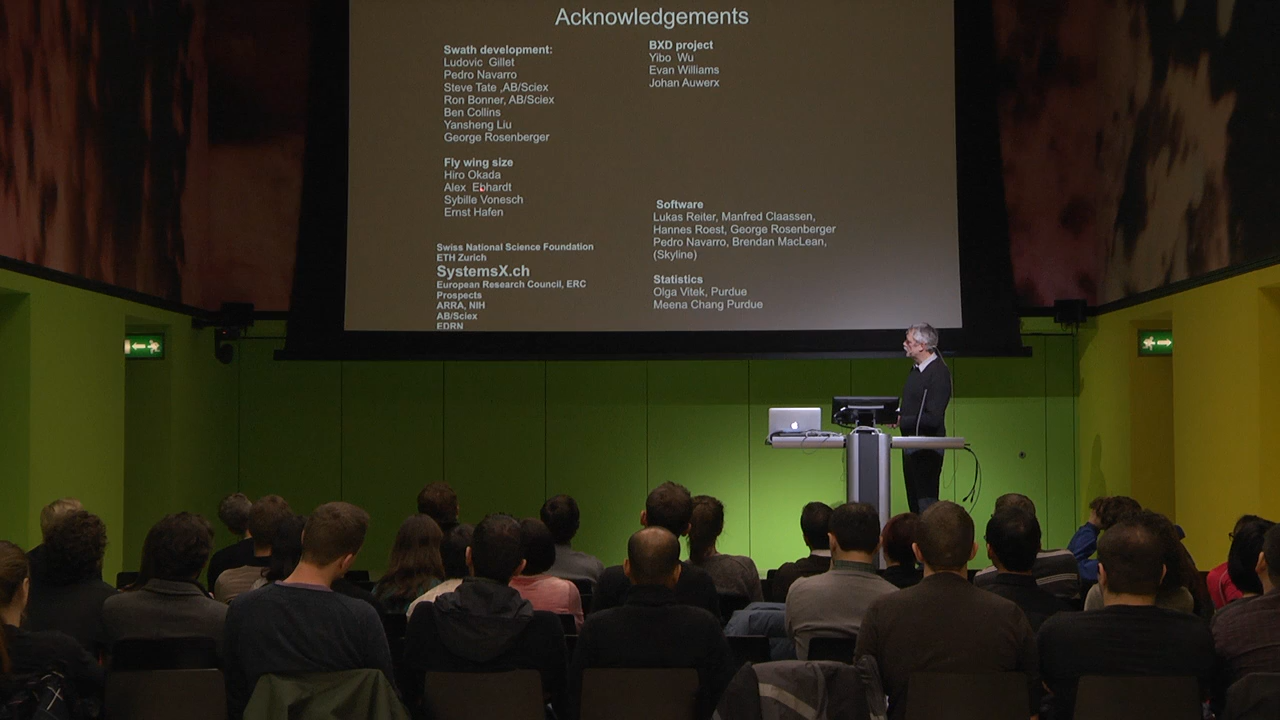 Acknowledgements
Swath development:
Ludovic Gillet
Pedro Navarro
Steve Tate ,AB/Sciex
Ron Bonner, AB/Sciex
Ben Collins
Yansheng Liu
George Rosenberger
Fly wing size
Hiro Okada
Alex Ebhardt
Sybille Vonesch
Ernst Hafen
Swiss National Science Foundation
ETH Zurich
SystemsX.ch
European Research Council, ERC
Prospects
ARRA, NIH
AB/Sciex
EDRN
BXD project
Yibo Wu
Evan Williams
Johan Auwerx
Software
Lukas Reiter, Manfred Claassen,
Hannes Roest, George Rosenberger
Pedro Navarro, Brendan MacLean,
(Skyline)
Statistics
Olga Vitek, Purdue
Meena Chang Purdue